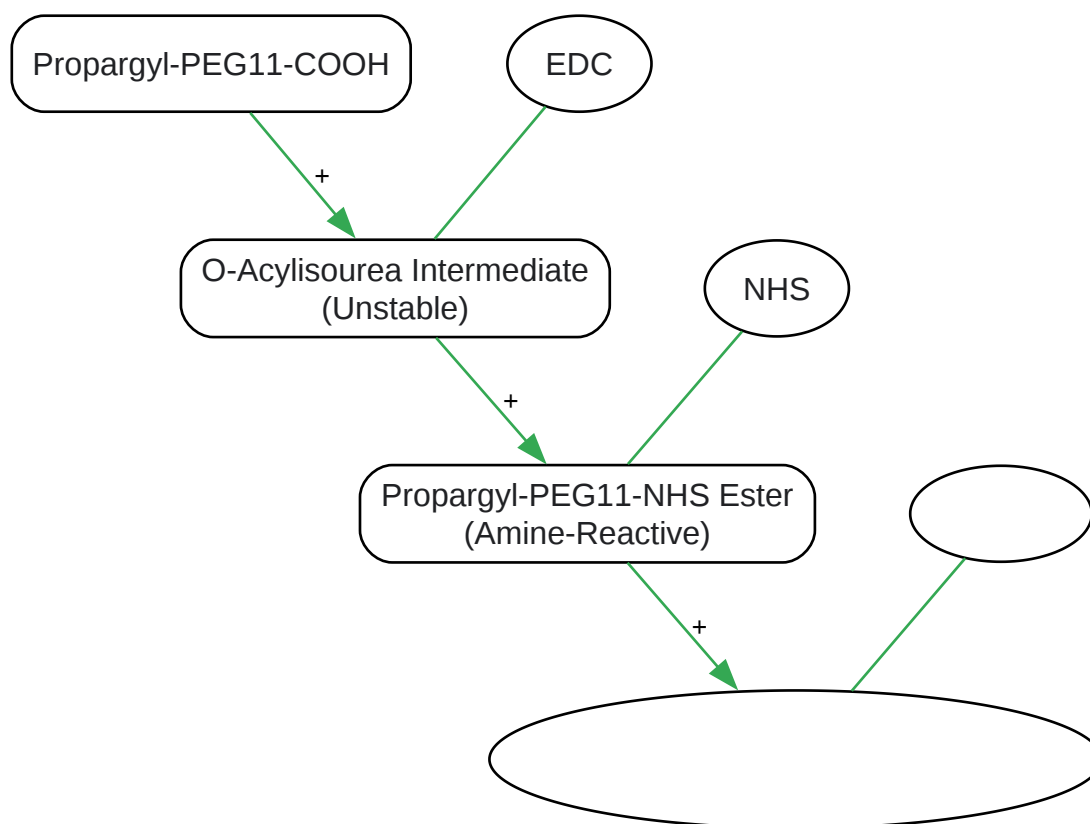 Propargyl-PEG11-COOH
EDC
+
O-Acylisourea Intermediate
(Unstable)
NHS
+
Propargyl-PEG11-NHS Ester
(Amine-Reactive)
+